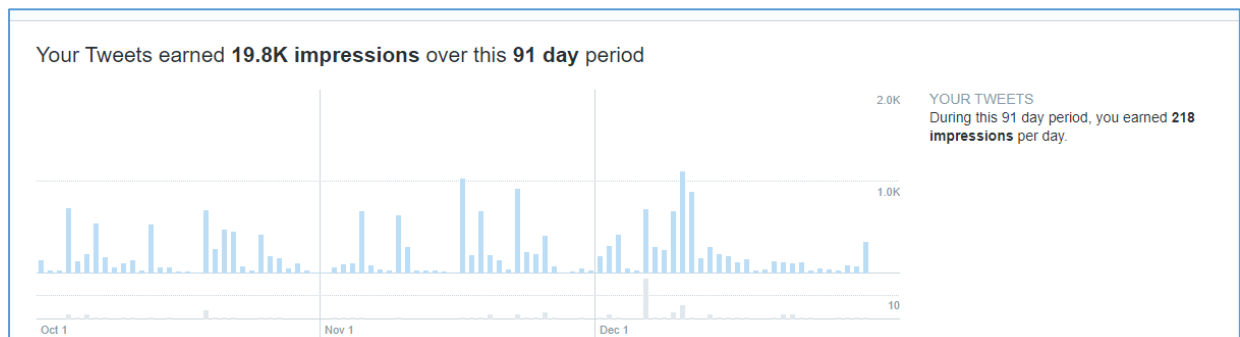 Your Tweets earned 19.8K impressions over this 91 day period
2.0K
YOUR TWEETS
During this 91 day period, you earned 218
impressions per day.
1.0K
10
Oct 1
Nov 1
Dec 1